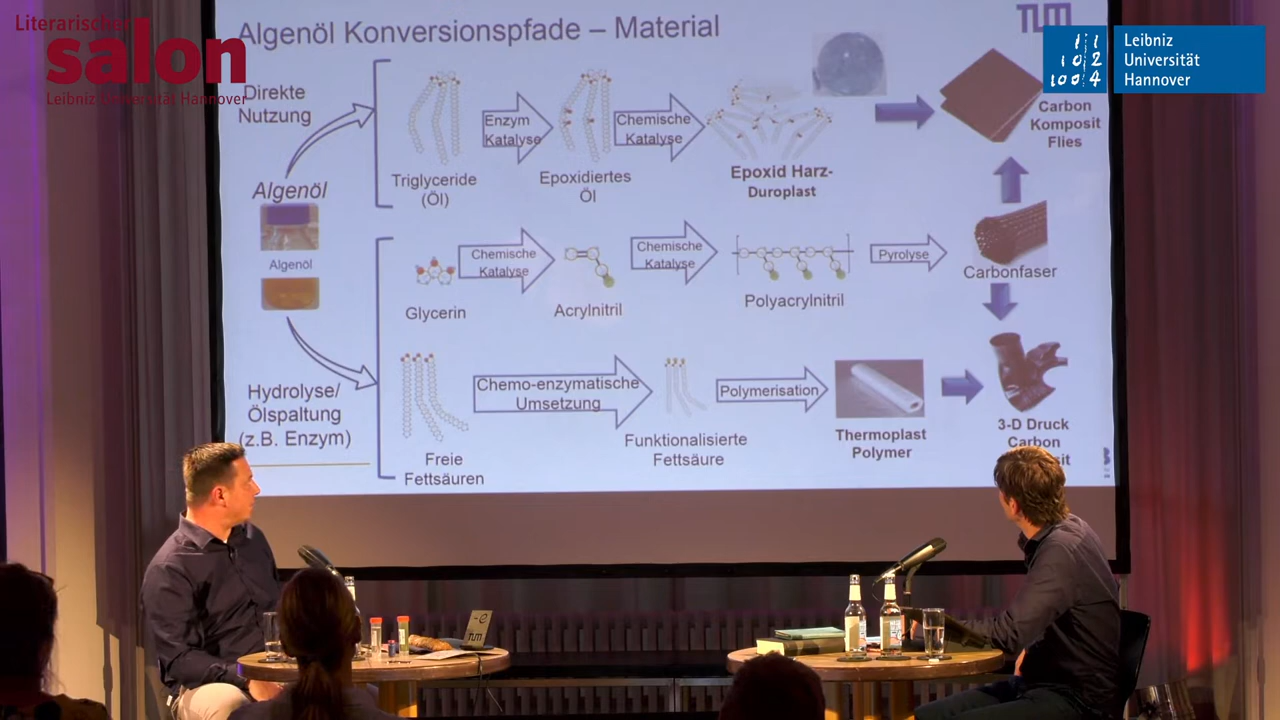 Literarischer
salon
Leibniz Universität Hannover
Algenöl Konversionspfade – Material
TUM
Leibniz
Universität
Hannover
Direkte
Nutzung
Enzym
Katalyse
Chemische
Katalyse
Carbon
Komposit
Flies
Triglyceride
(Öl)
Epoxidiertes
Öl
Epoxid Harz-
Duroplast
Algenöl
Algenöl
Chemische
Katalyse
Chemische
Katalyse
Pyrolyse
Glycerin
Acrylnitril
Polyacrylnitril
Carbonfaser
Hydrolyse/
Ölspaltung
(z.B. Enzym)
Chemo-enzymatische
Umsetzung
Polymerisation
Freie
Fettsäuren
Funktionalisierte
Fettsäure
Thermoplast
Polymer
3-D Druck
Carbon
TUM